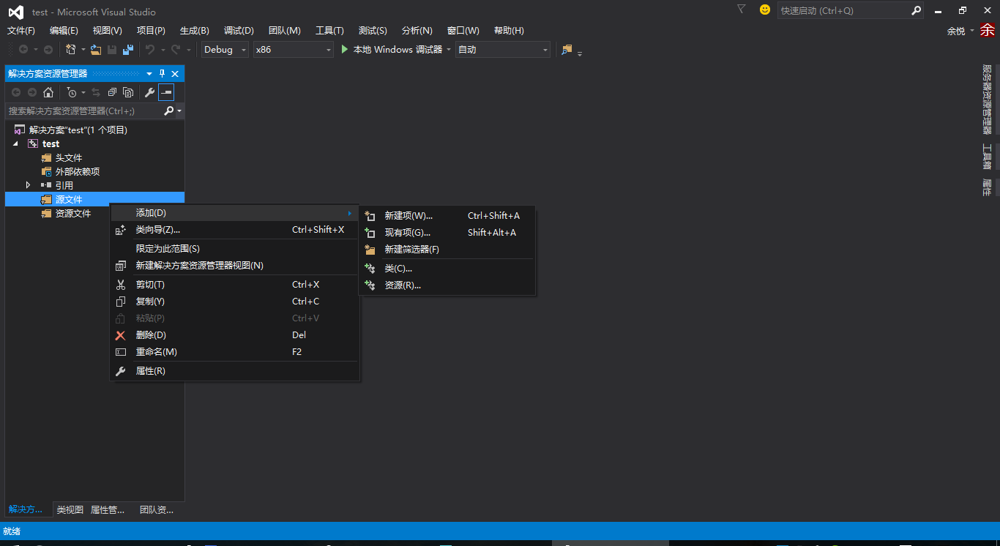 test - Microsoft Visual Studio
快速启动 (Ctrl+Q)
文件(F) 编辑(E) 视图(V) 项目(P) 生成(B) 调试(D) 团队(M) 工具(T) 测试(S) 分析(N) 窗口(W) 帮助(H)
余悦 余
Debug x86 本地 Windows 调试器 自动
解决方案资源管理器
搜索解决方案资源管理器(Ctrl+;)
解决方案"test"(1 个项目)
test
头文件
外部依赖项
引用
源文件
资源文件
添加(D)
类向导(Z)... Ctrl+Shift+X
限定为此范围(S)
新建解决方案资源管理器视图(N)
剪切(T) Ctrl+X
复制(Y) Ctrl+C
粘贴(P) Ctrl+V
删除(D) Del
重命名(M) F2
属性(R)
新建项(W)... Ctrl+Shift+A
现有项(G)... Shift+Alt+A
新建筛选器(F)
类(C)...
资源(R)...
服务器资源管理器
工具箱
属性
解决方... 类视图 属性管... 团队资...
就绪